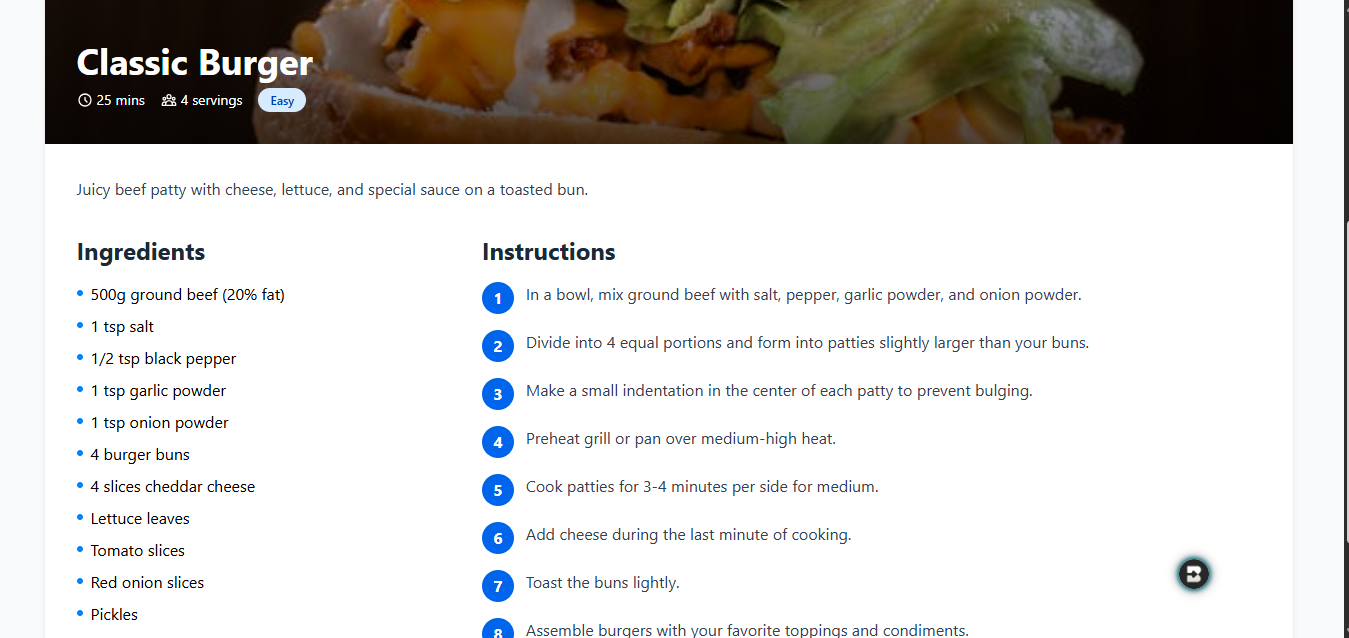 Classic Burger
25 mins 4 servings Easy
Juicy beef patty with cheese, lettuce, and special sauce on a toasted bun.
Ingredients
500g ground beef (20% fat)
1 tsp salt
1/2 tsp black pepper
1 tsp garlic powder
1 tsp onion powder
4 burger buns
4 slices cheddar cheese
Lettuce leaves
Tomato slices
Red onion slices
Pickles
Instructions
1 In a bowl, mix ground beef with salt, pepper, garlic powder, and onion powder.
2 Divide into 4 equal portions and form into patties slightly larger than your buns.
3 Make a small indentation in the center of each patty to prevent bulging.
4 Preheat grill or pan over medium-high heat.
5 Cook patties for 3-4 minutes per side for medium.
6 Add cheese during the last minute of cooking.
7 Toast the buns lightly.
8 Assemble burgers with your favorite toppings and condiments.